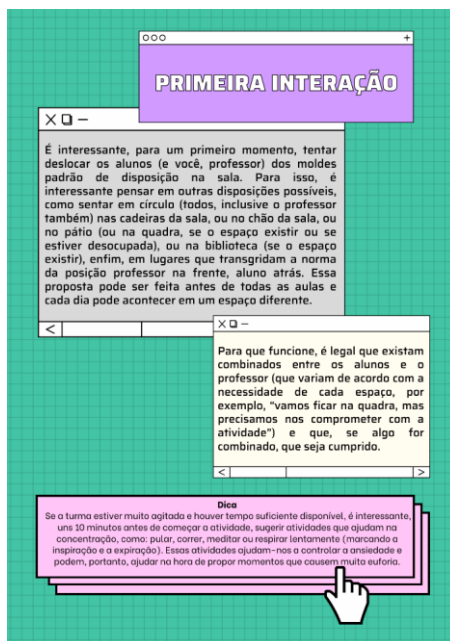 PRIMEIRA INTERAÇÃO
É interessante, para um primeiro momento, tentar
deslocar os alunos (e você, professor) dos moldes
padrão de disposição na sala. Para isso, é
interessante pensar em outras disposições possíveis,
como sentar em círculo (todos, inclusive o professor
também) nas cadeiras da sala, ou no chão da sala, ou
no pátio (ou na quadra, se o espaço existir ou se
estiver desocupada), ou na biblioteca (se o espaço
existir), enfim, em lugares que transgridam a norma
da posição professor na frente, aluno atrás. Essa
proposta pode ser feita antes de todas as aulas e
cada dia pode acontecer em um espaço diferente.
Para que funcione, é legal que existam
combinados entre os alunos e o
professor (que variam de acordo com a
necessidade de cada espaço, por
exemplo, "vamos ficar na quadra, mas
precisamos nos comprometer com a
atividade") e que, se algo for
combinado, que seja cumprido.
Dica
Se a turma estiver muito agitada e houver tempo suficiente disponível, é interessante,
uns 10 minutos antes de começar a atividade, sugerir atividades que ajudam na
concentração, como: pular, correr, meditar ou respirar lentamente (marcando a
inspiração e a expiração). Essas atividades ajudam-nos a controlar a ansiedade e
podem, portanto, ajudar na hora de propor momentos que causem muita euforia.